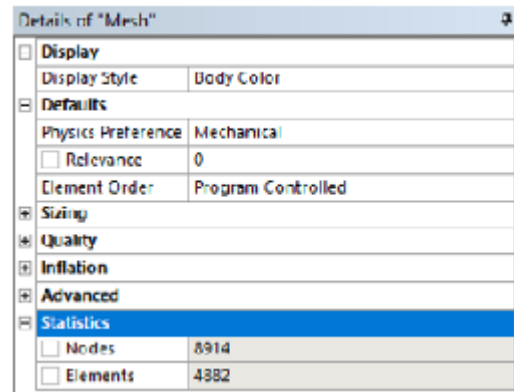 Details of "Mesh"
Display
Display Style Body Color
Defaults
Physics Preference Mechanical
Relevance 0
Element Order Program Controlled
Sizing
Quality
Inflation
Advanced
Statistics
Nodes 8914
Elements 4382